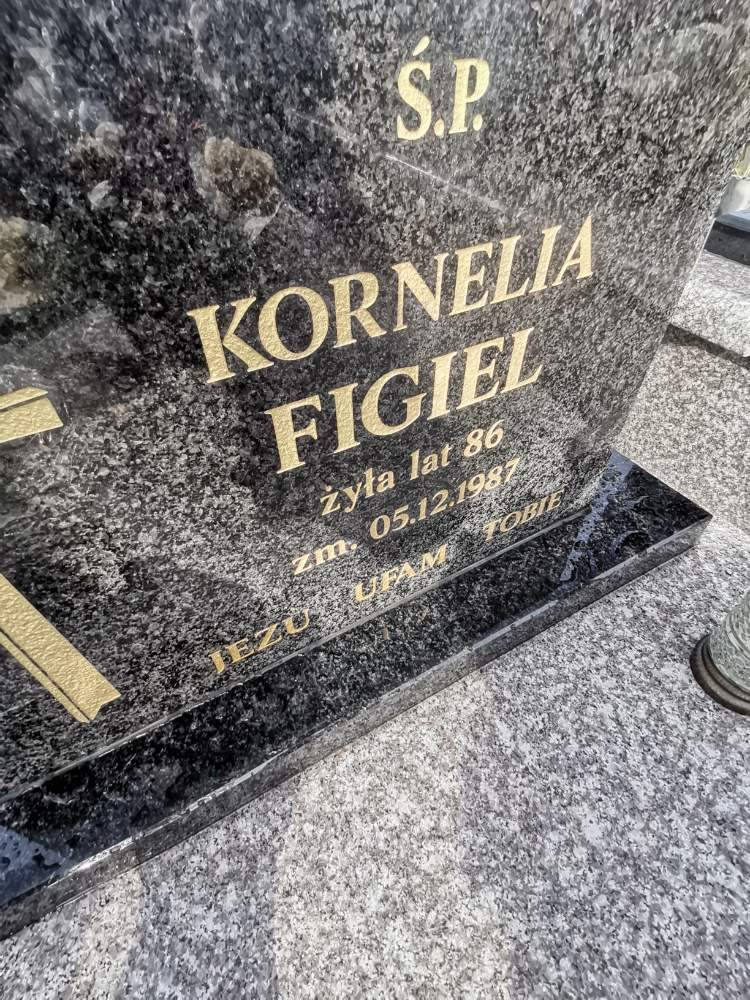 Ś.P.
KORNELIA
FIGIEL
żyła lat 86
zm. 05.12.1987
JEZU UFAM TOBIE